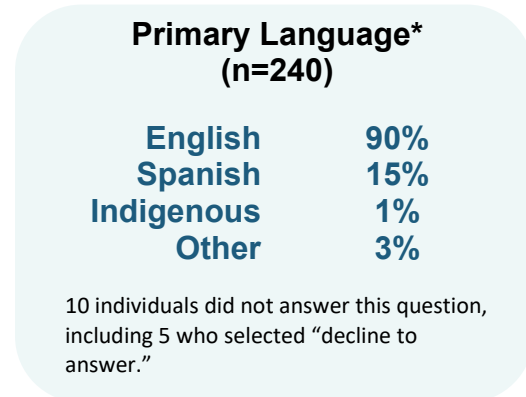 Primary Language*
(n=240)
English 90%
Spanish 15%
Indigenous 1%
Other 3%
10 individuals did not answer this question,
including 5 who selected “decline to
answer.”